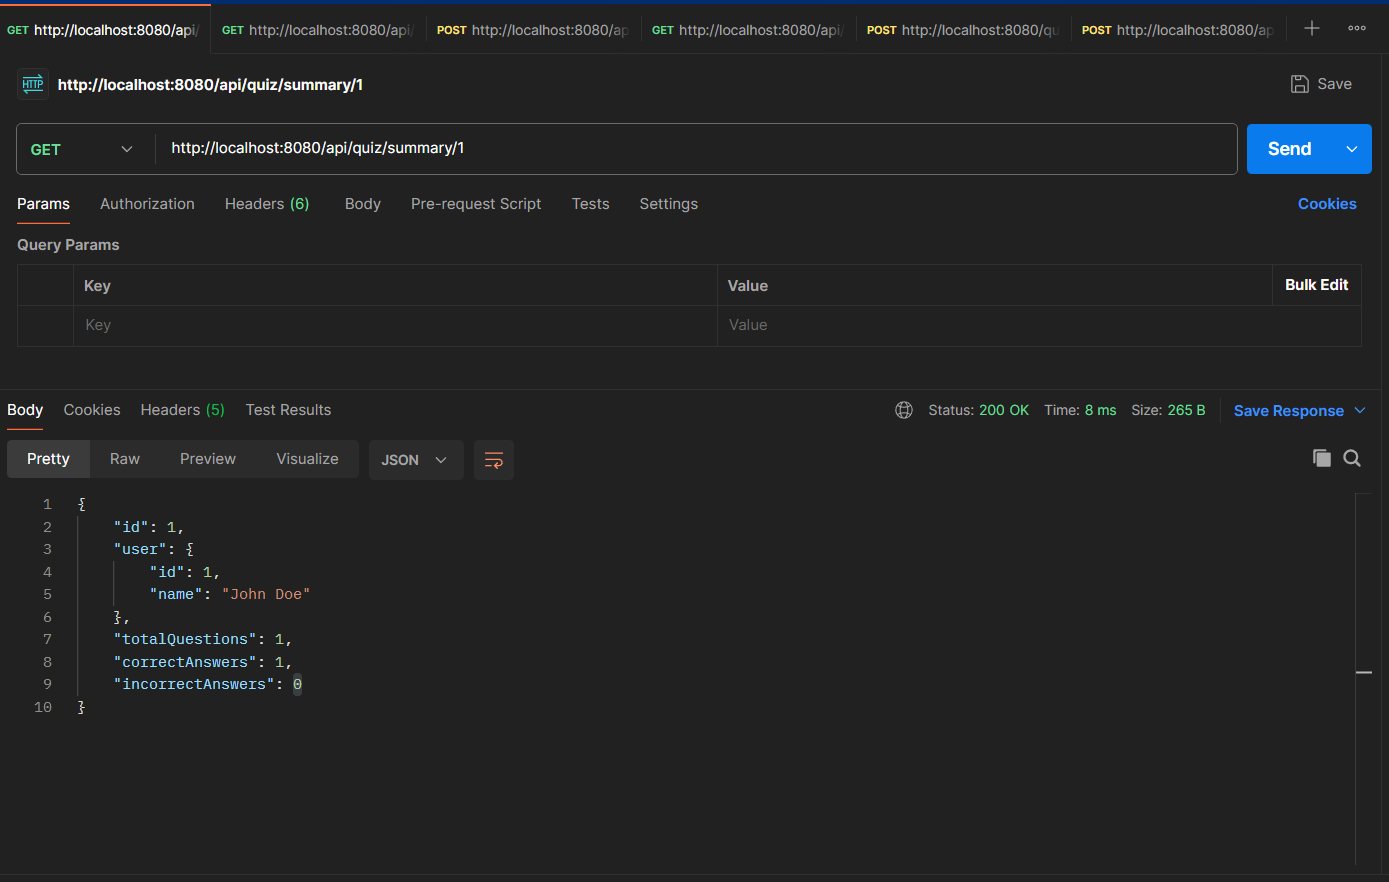 GET http://localhost:8080/api/ GET http://localhost:8080/api/ POST http://localhost:8080/ap GET http://localhost:8080/api/ POST http://localhost:8080/qu POST http://localhost:8080/ap
HTTP http://localhost:8080/api/quiz/summary/1 Save
GET http://localhost:8080/api/quiz/summary/1 Send
Params Authorization Headers (6) Body Pre-request Script Tests Settings Cookies
Query Params
Key Value Bulk Edit
Key Value
Body Cookies Headers (5) Test Results Status: 200 OK Time: 8 ms Size: 265 B Save Response
Pretty Raw Preview Visualize JSON
1 {
2 "id": 1,
3 "user": {
4 "id": 1,
5 "name": "John Doe"
6 },
7 "totalQuestions": 1,
8 "correctAnswers": 1,
9 "incorrectAnswers": 0
10 }